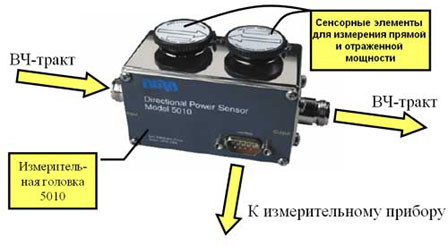 Сенсорные элементы
для измерения прямой
и отраженной
мощности
ВЧ-тракт
ВЧ-тракт
Directional Power Sensor
Model 5010
Измеритель-
ная головка
5010
К измерительному прибору